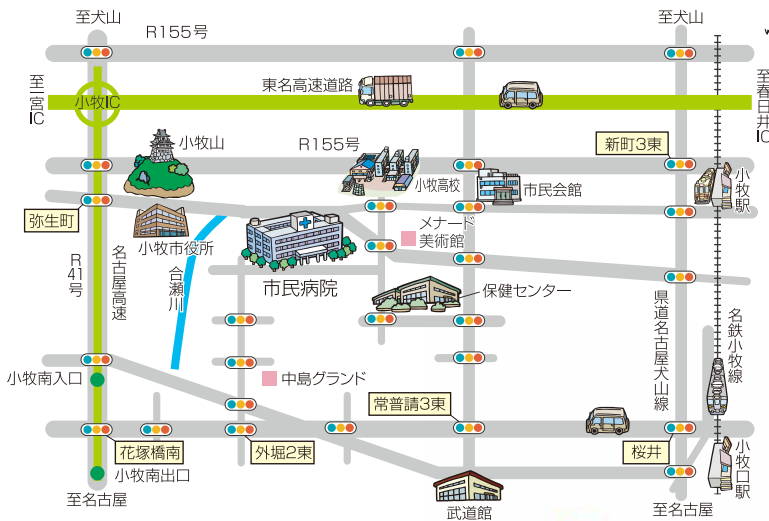 至犬山
R155号
至犬山
至一宮IC
小牧IC
東名高速道路
至春日井IC
小牧山
R155号
新町3東
小牧高校
市民会館
小牧駅
弥生町
小牧市役所
メナード
美術館
R41号
名古屋高速
合瀬川
市民病院
保健センター
県道名古屋犬山線
名鉄小牧線
小牧南入口
中島グランド
常普請3東
花塚橋南
外堀2東
桜井
小牧口駅
小牧南出口
至名古屋
武道館
至名古屋